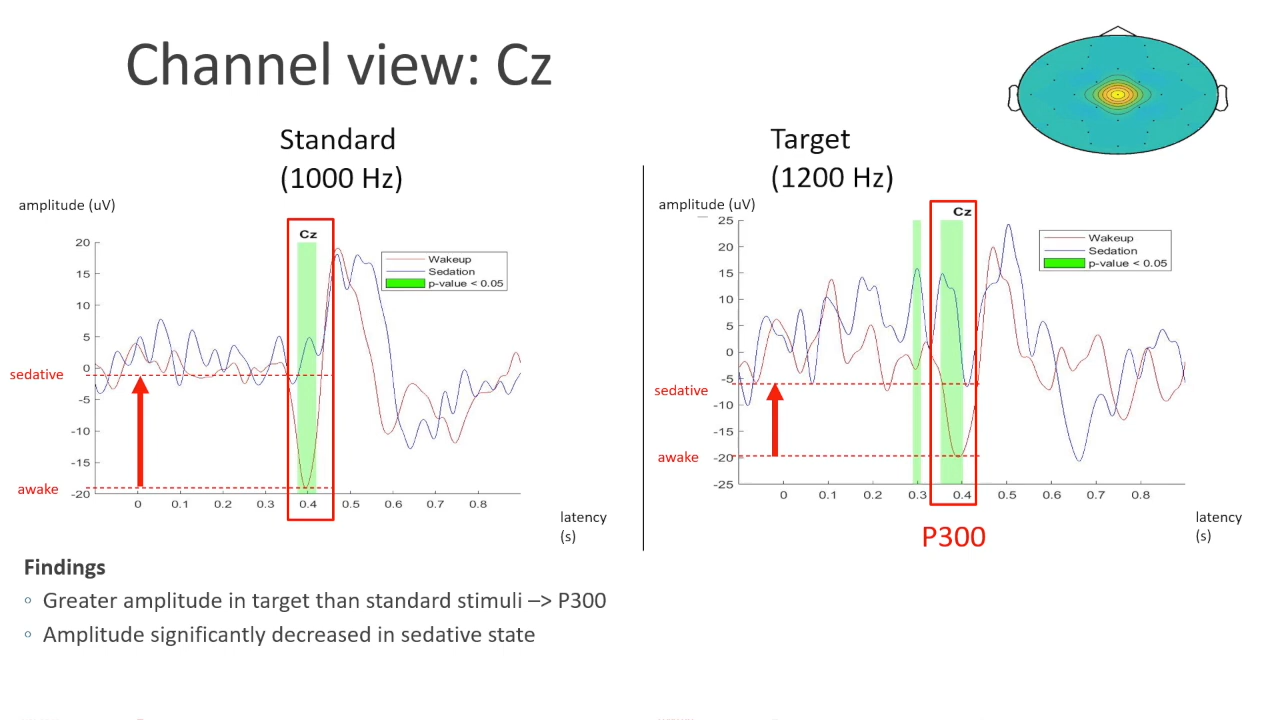 Channel view: Cz
Standard
(1000 Hz)
amplitude (uV)
Cz
20
15
10
5
0
-5
-10
-15
-20
0
0.1
0.2
0.3
0.4
0.5
0.6
0.7
0.8
Wakeup
Sedation
p-value < 0.05
sedative
awake
latency
(s)
Target
(1200 Hz)
amplitude (uV)
Cz
25
20
15
10
5
0
-5
-10
-15
-20
-25
0
0.1
0.2
0.3
0.4
0.5
0.6
0.7
0.8
Wakeup
Sedation
p-value < 0.05
sedative
awake
latency
(s)
P300
Findings
◦ Greater amplitude in target than standard stimuli –> P300
◦ Amplitude significantly decreased in sedative state